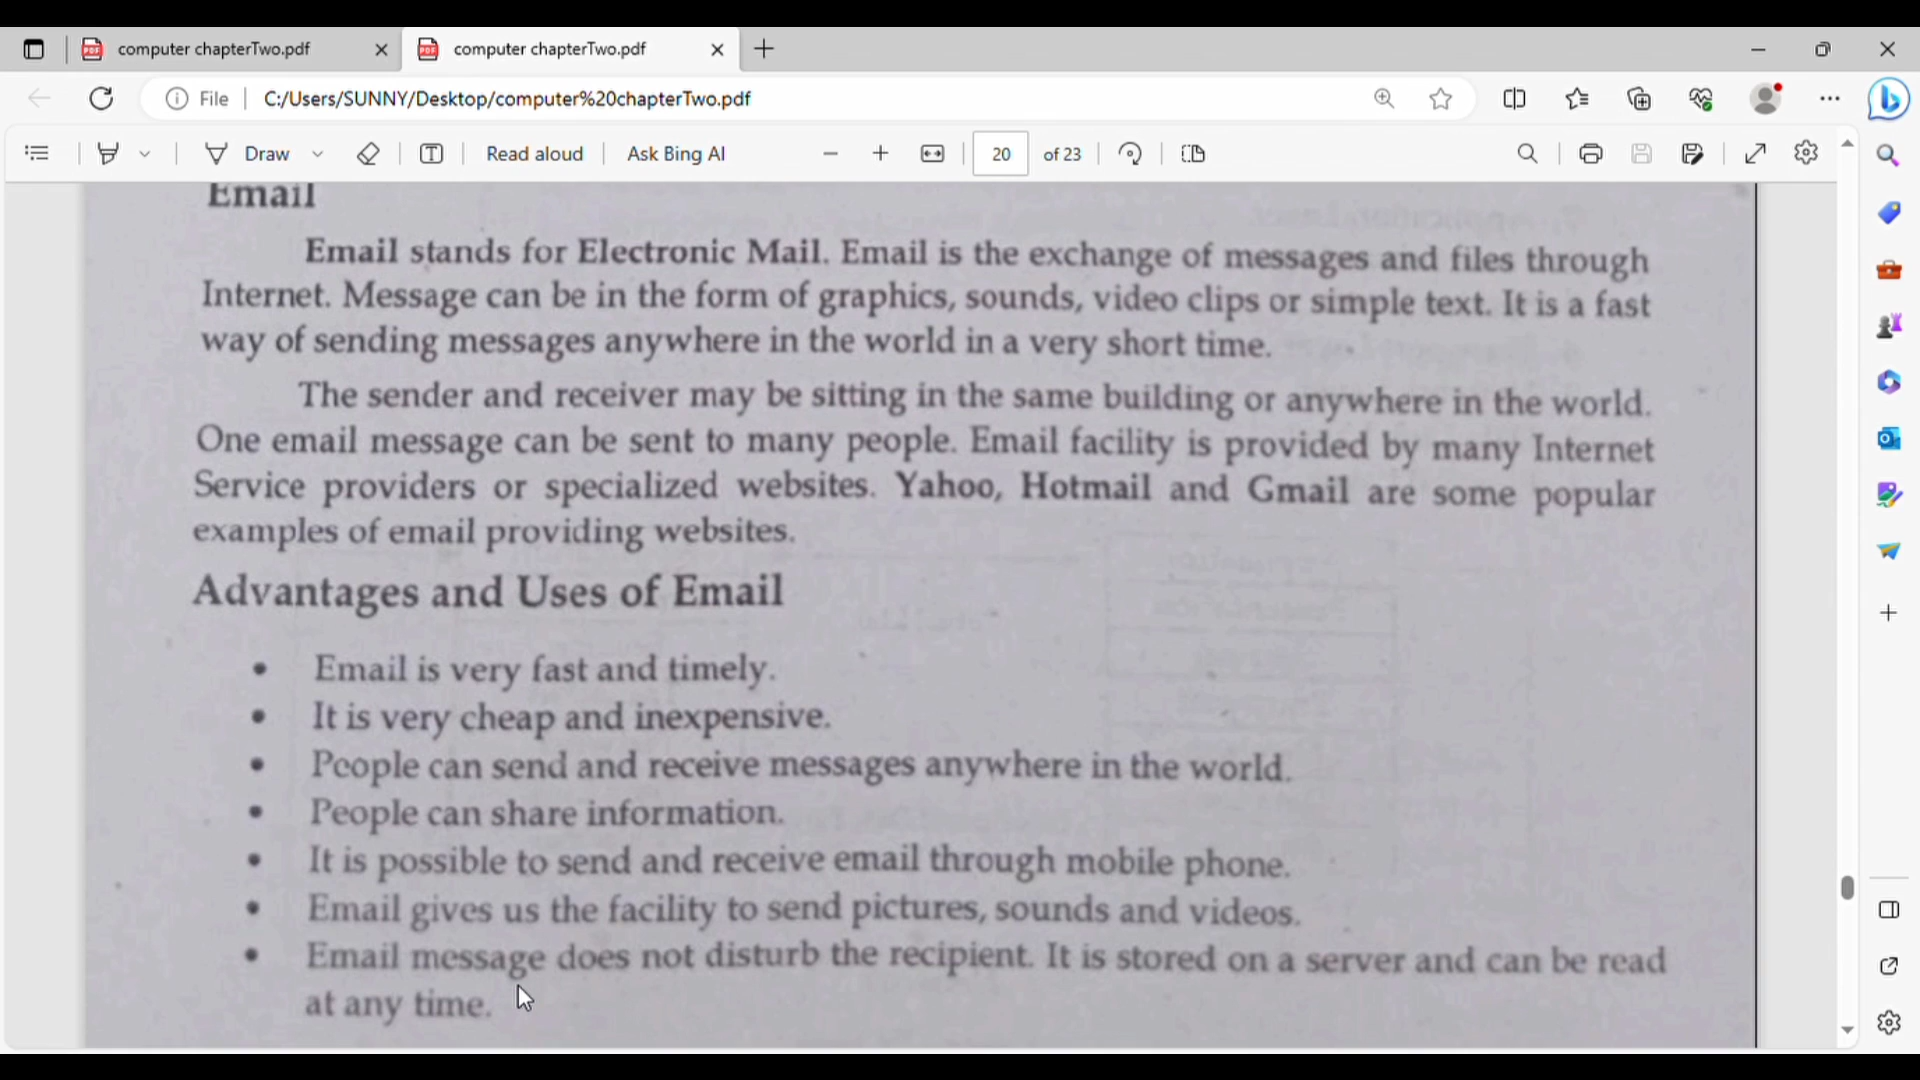 computer chapterTwo.pdf
computer chapterTwo.pdf
File
C:/Users/SUNNY/Desktop/computer%20chapterTwo.pdf
Draw
Read aloud
Ask Bing AI
20 of 23
Email
Email stands for Electronic Mail. Email is the exchange of messages and files through
Internet. Message can be in the form of graphics, sounds, video clips or simple text. It is a fast
way of sending messages anywhere in the world in a very short time.
The sender and receiver may be sitting in the same building or anywhere in the world.
One email message can be sent to many people. Email facility is provided by many Internet
Service providers or specialized websites. Yahoo, Hotmail and Gmail are some popular
examples of email providing websites.
Advantages and Uses of Email
• Email is very fast and timely.
• It is very cheap and inexpensive.
• People can send and receive messages anywhere in the world.
• People can share information.
• It is possible to send and receive email through mobile phone.
• Email gives us the facility to send pictures, sounds and videos.
• Email message does not disturb the recipient. It is stored on a server and can be read
at any time.